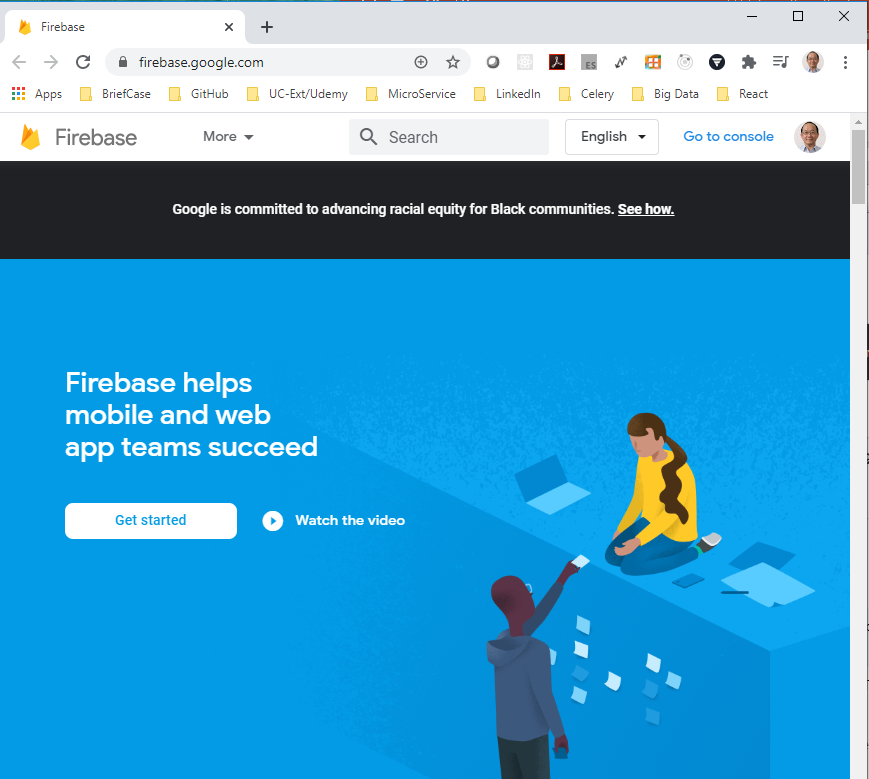 Firebase
firebase.google.com
Apps BriefCase GitHub UC-Ext/Udemy MicroService LinkedIn Celery Big Data React
Firebase More Search English Go to console
Google is committed to advancing racial equity for Black communities. See how.
Firebase helps
mobile and web
app teams succeed
Get started Watch the video